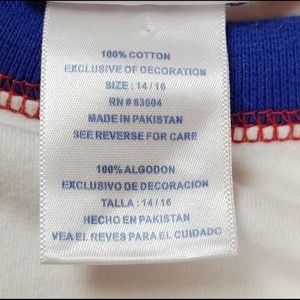 100% COTTON
EXCLUSIVE OF DECORATION
SIZE : 14 / 16
RN # 83604
MADE IN PAKISTAN
SEE REVERSE FOR CARE
100% ALGODON
EXCLUSIVO DE DECORACION
TALLA : 14 / 16
HECHO EN PAKISTAN
VEA EL REVES PARA EL CUIDADO